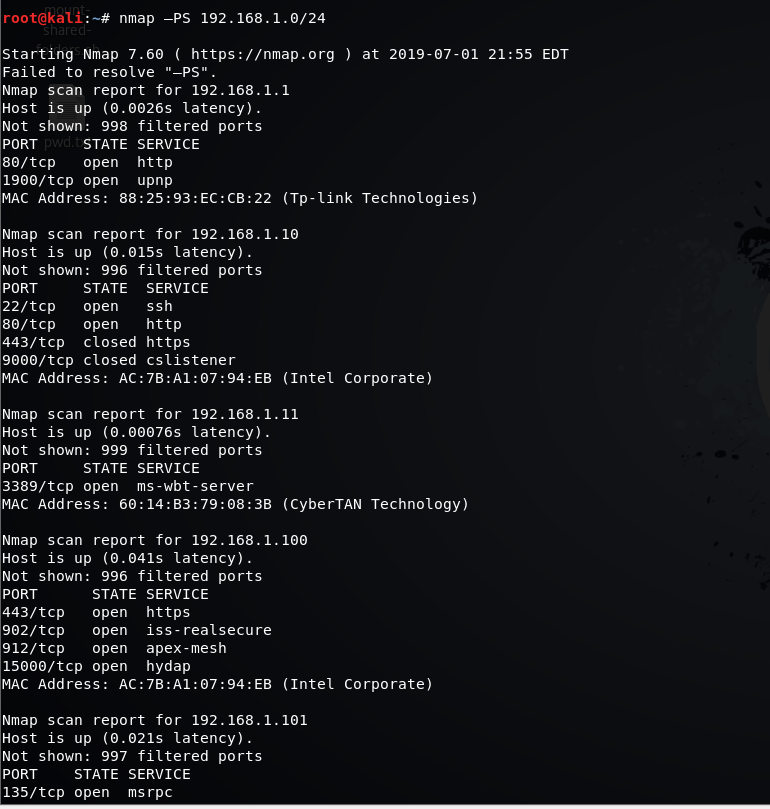 mount-
shared-
folders.sh
pwd.tx
root@kali:~# nmap –PS 192.168.1.0/24
Starting Nmap 7.60 ( https://nmap.org ) at 2019-07-01 21:55 EDT
Failed to resolve "–PS".
Nmap scan report for 192.168.1.1
Host is up (0.0026s latency).
Not shown: 998 filtered ports
PORT     STATE SERVICE
80/tcp   open  http
1900/tcp open  upnp
MAC Address: 88:25:93:EC:CB:22 (Tp-link Technologies)
Nmap scan report for 192.168.1.10
Host is up (0.015s latency).
Not shown: 996 filtered ports
PORT     STATE  SERVICE
22/tcp   open   ssh
80/tcp   open   http
443/tcp  closed https
9000/tcp closed cslistener
MAC Address: AC:7B:A1:07:94:EB (Intel Corporate)
Nmap scan report for 192.168.1.11
Host is up (0.00076s latency).
Not shown: 999 filtered ports
PORT     STATE SERVICE
3389/tcp open  ms-wbt-server
MAC Address: 60:14:B3:79:08:3B (CyberTAN Technology)
Nmap scan report for 192.168.1.100
Host is up (0.041s latency).
Not shown: 996 filtered ports
PORT      STATE SERVICE
443/tcp   open  https
902/tcp   open  iss-realsecure
912/tcp   open  apex-mesh
15000/tcp open  hydap
MAC Address: AC:7B:A1:07:94:EB (Intel Corporate)
Nmap scan report for 192.168.1.101
Host is up (0.021s latency).
Not shown: 997 filtered ports
PORT    STATE SERVICE
135/tcp open  msrpc